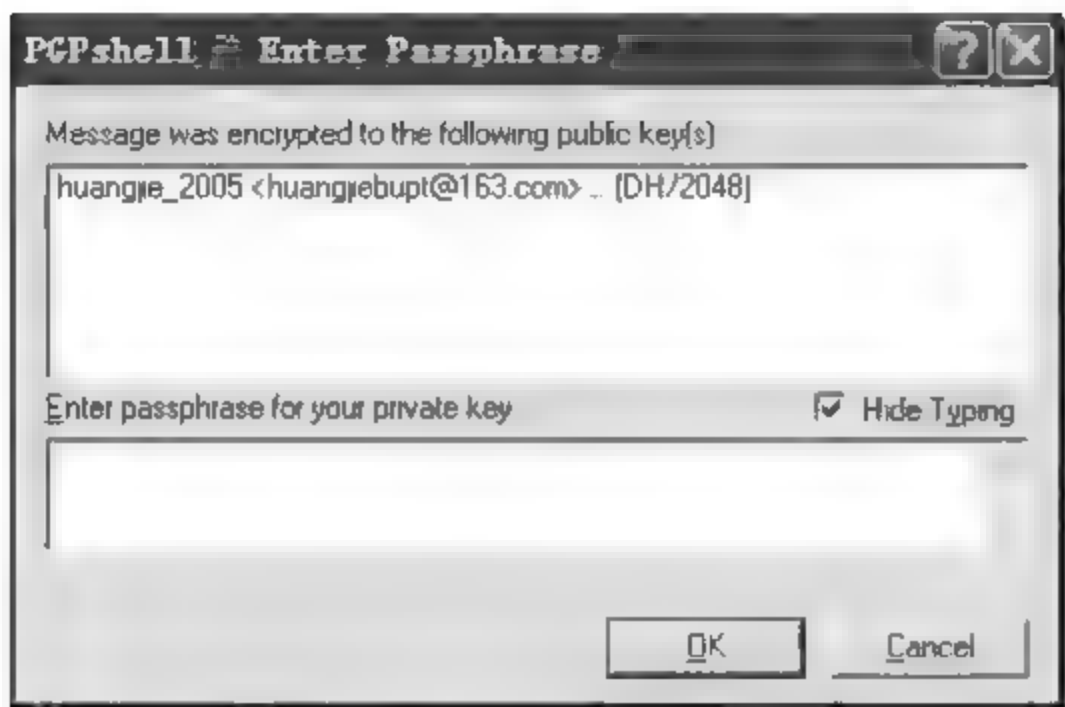 PGPshell Enter Passphrase
Message was encrypted to the following public key(s)
huangjie_2005 <huangjiebupt@163.com> .. [DH/2048]
Enter passphrase for your private key
Hide Typing
OK
Cancel